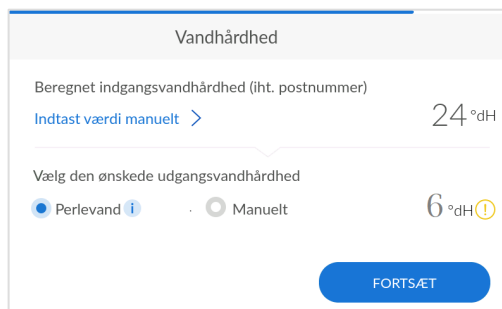 Vandhårdhed
Beregnet indgangsvandhårdhed (iht. postnummer)
Indtast værdi manuelt
24 °dH
Vælg den ønskede udgangsvandhårdhed
Perlevand i Manuelt
6 °dH !
FORTSÆT